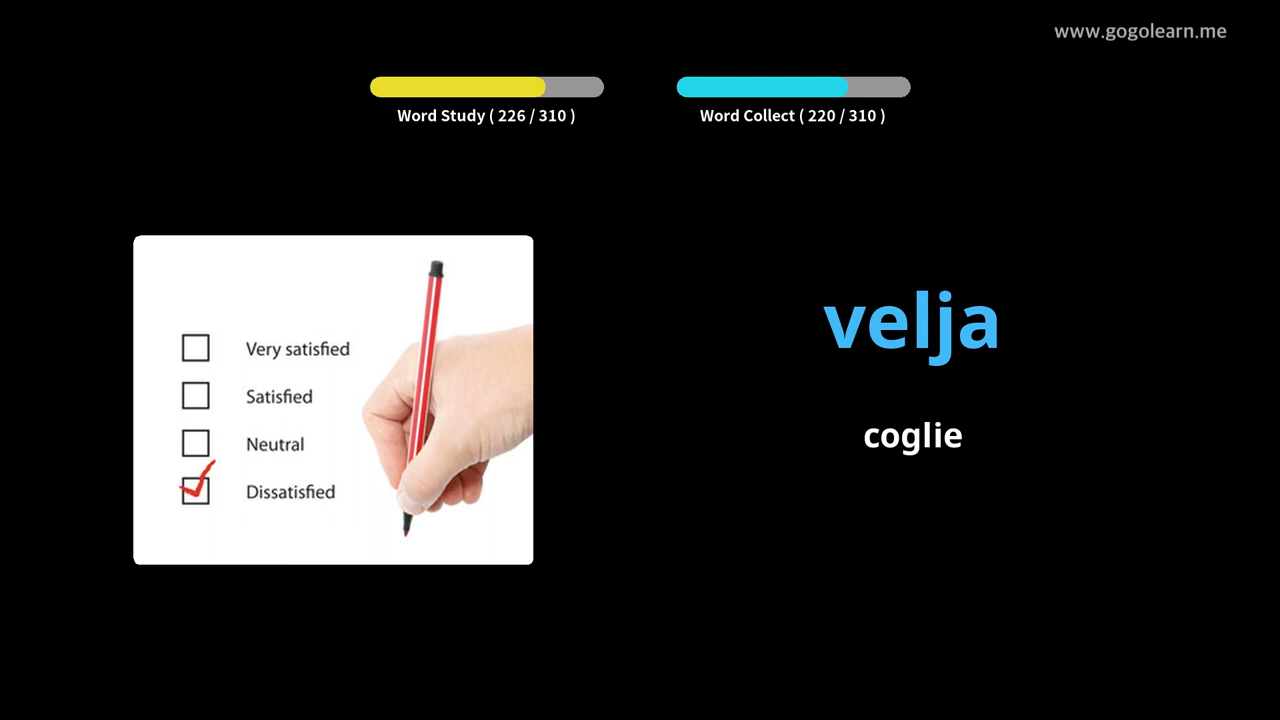 www.gogolearn.me
Word Study ( 226 / 310 )
Word Collect ( 220 / 310 )
Very satisfied
Satisfied
Neutral
Dissatisfied
velja
coglie